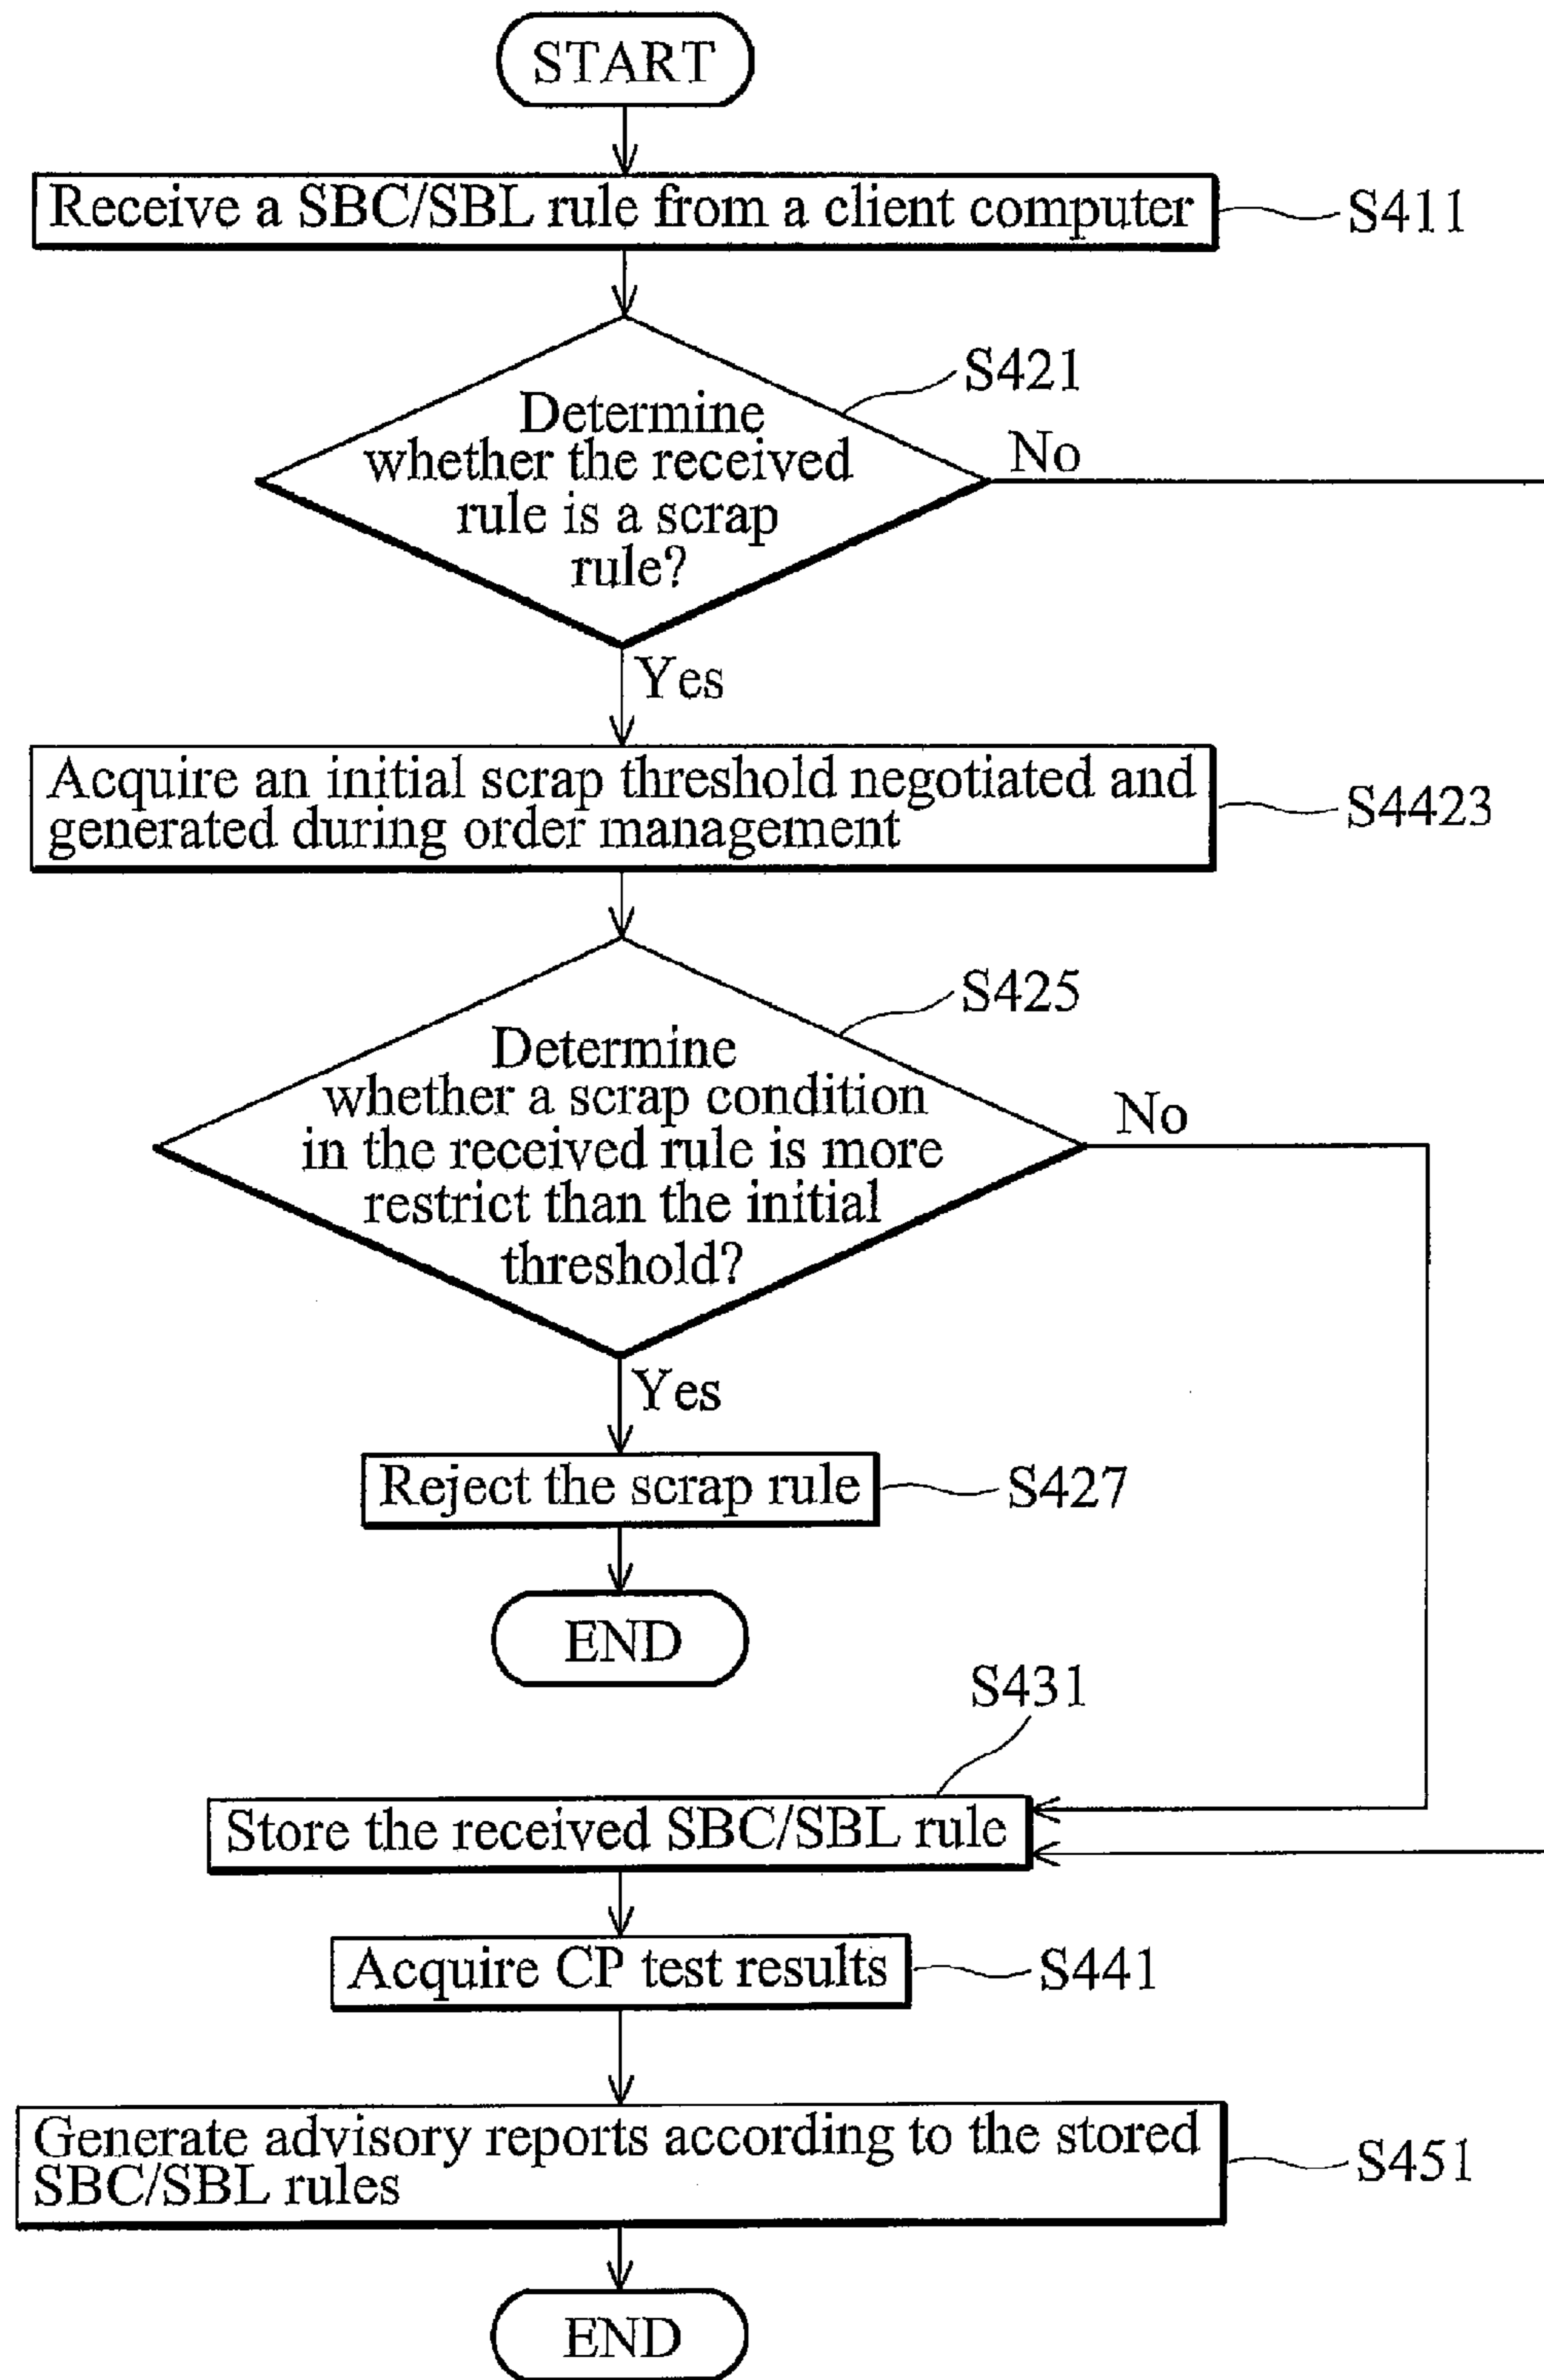 START
Receive a SBC/SBL rule from a client computer
S411
S421
Determine
whether the received
rule is a scrap
rule?
No
Yes
Acquire an initial scrap threshold negotiated and
generated during order management
S4423
S425
Determine
whether a scrap condition
in the received rule is more
restrict than the initial
threshold?
No
Yes
Reject the scrap rule
S427
END
S431
Store the received SBC/SBL rule
Acquire CP test results
S441
Generate advisory reports according to the stored
SBC/SBL rules
S451
END